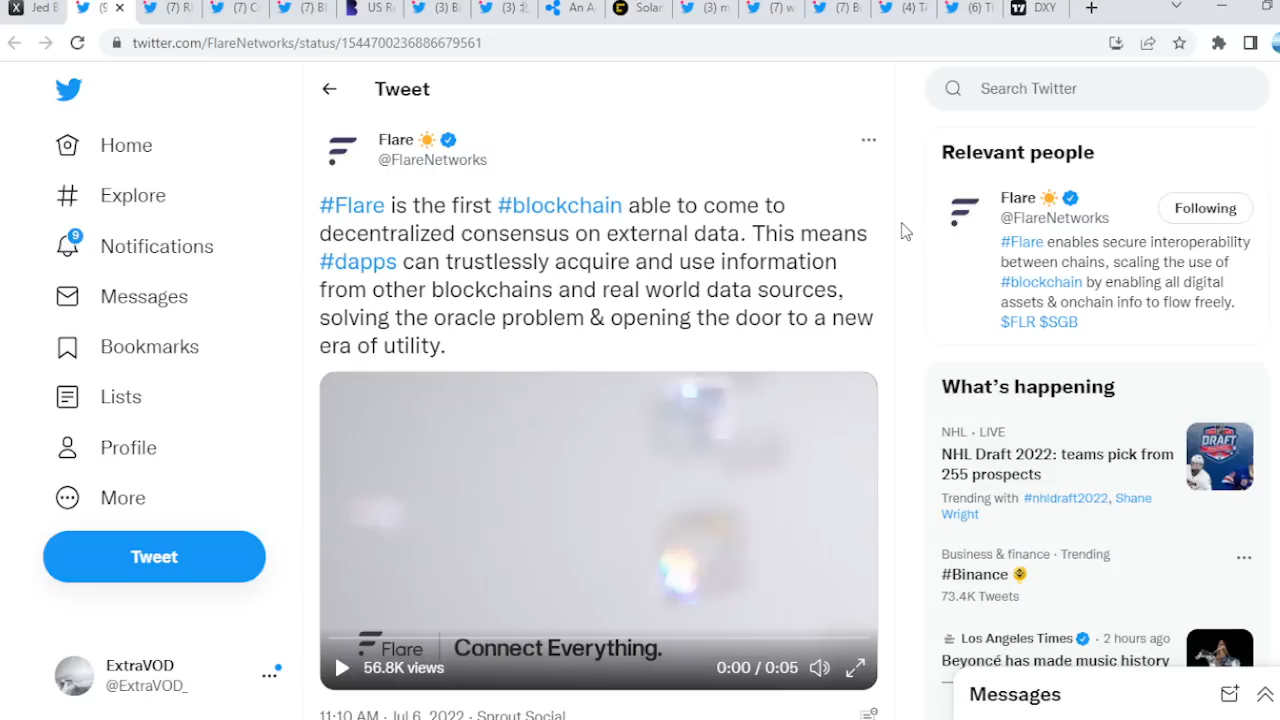 Jed B
(9
(7) Rl
(7) C
(7) Bl
US R
(3) B
(3) 北
An A
Solar
(3) m
(7) w
(7) B
(4) T
(6) Tl
DXY
twitter.com/FlareNetworks/status/1544700236886679561
Home
Explore
9
Notifications
Messages
Bookmarks
Lists
Profile
More
Tweet
ExtraVOD
@ExtraVOD_
Tweet
Flare
@FlareNetworks
#Flare is the first #blockchain able to come to
decentralized consensus on external data. This means
#dapps can trustlessly acquire and use information
from other blockchains and real world data sources,
solving the oracle problem & opening the door to a new
era of utility.
Flare
Connect Everything.
56.8K views
0:00 / 0:05
11:10 AM · Jul 6, 2022 · Sprout Social
Search Twitter
Relevant people
Flare
@FlareNetworks
Following
#Flare enables secure interoperability
between chains, scaling the use of
#blockchain by enabling all digital
assets & onchain info to flow freely.
$FLR $SGB
What's happening
NHL · LIVE
NHL Draft 2022: teams pick from
255 prospects
Trending with #nhldraft2022, Shane
Wright
DRAFT
Business & finance · Trending
#Binance
73.4K Tweets
Los Angeles Times · 2 hours ago
Beyoncé has made music history
Messages